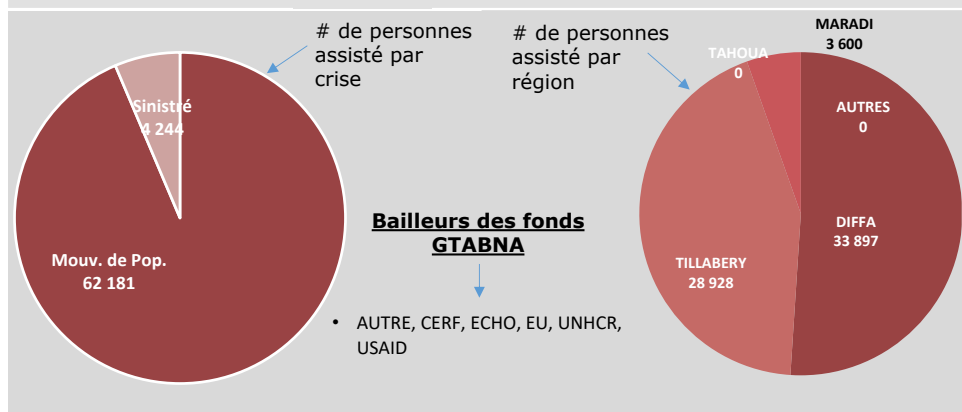 # de personnes
assisté par
crise
Sinistré
4 244
Mouv. de Pop.
62 181
Bailleurs des fonds
GTABNA
• AUTRE, CERF, ECHO, EU, UNHCR,
USAID
# de personnes
assisté par
région
MARADI
3 600
TAHOUA
0
AUTRES
0
DIFFA
33 897
TILLABERY
28 928